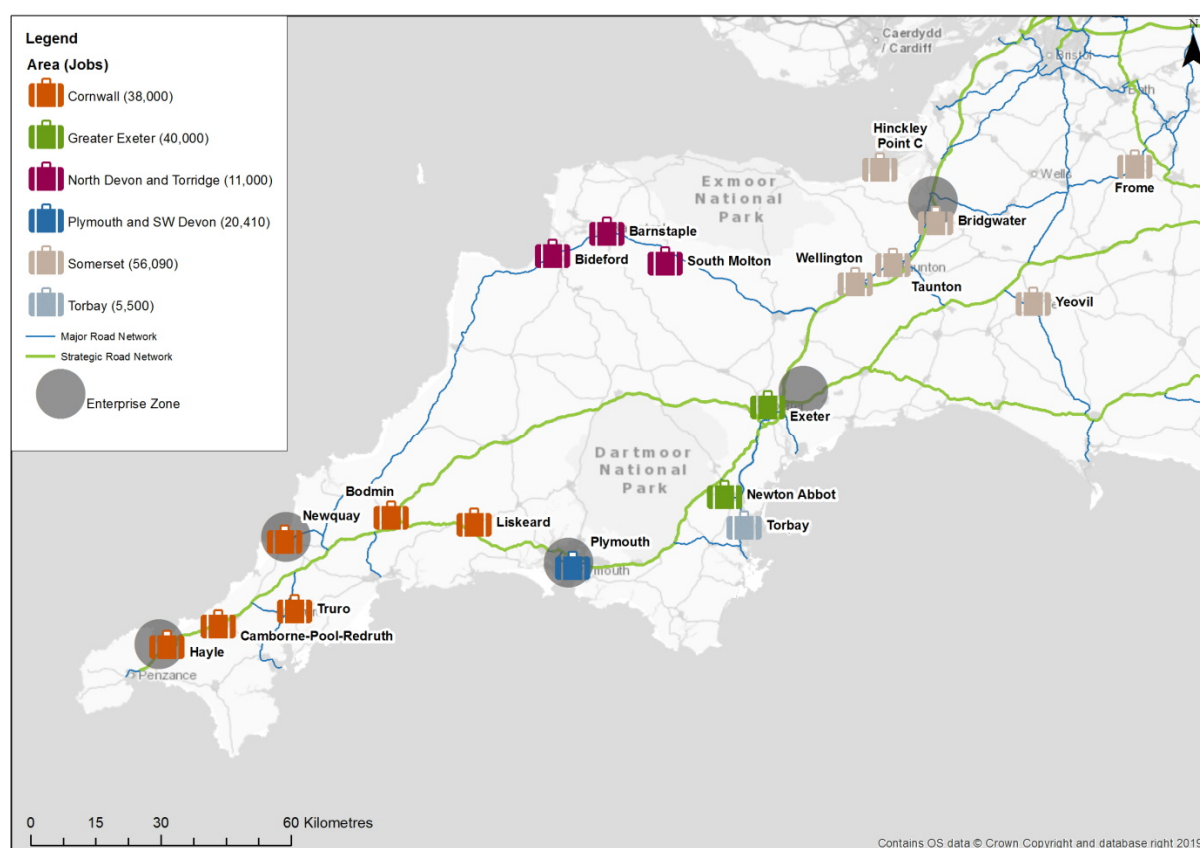 Legend
Area (Jobs)
Cornwall (38,000)
Greater Exeter (40,000)
North Devon and Torridge (11,000)
Plymouth and SW Devon (20,410)
Somerset (56,090)
Torbay (5,500)
Major Road Network
Strategic Road Network
Enterprise Zone
Caerdydd
/ Cardiff
N
Bristol
Bath
Hinckley
Point C
Wells
Frome
Exmoor
National
Park
Bridgwater
Barnstaple
Bideford
South Molton
Wellington
Taunton
Yeovil
Exeter
Dartmoor
National
Park
Newton Abbot
Torbay
Bodmin
Newquay
Liskeard
Plymouth
Truro
Camborne-Pool-Redruth
Hayle
Penzance
0 15 30 60 Kilometres
Contains OS data © Crown Copyright and database right 2019